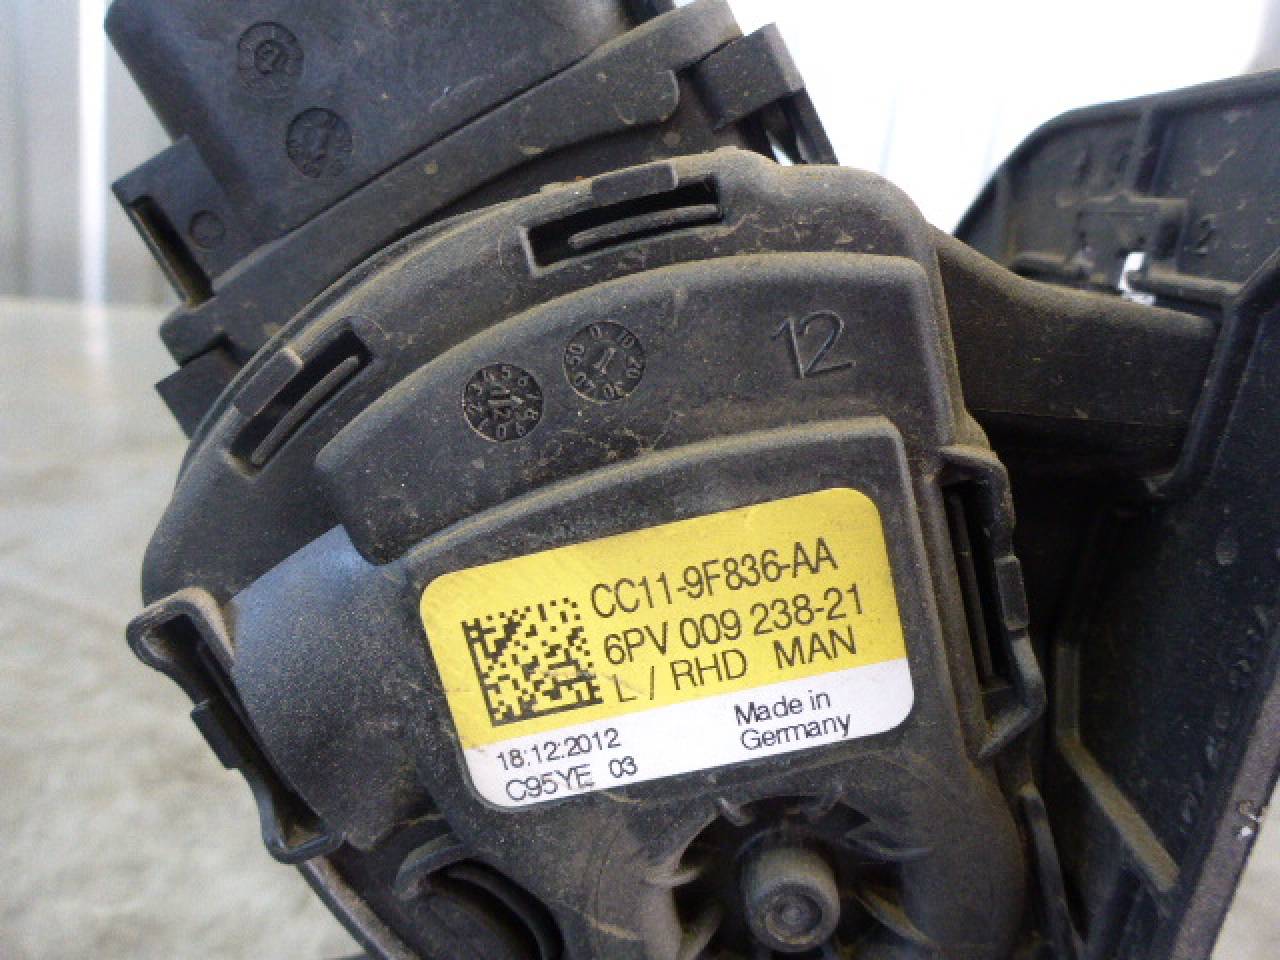 12
CC11-9F836-AA
6PV 009 238-21
L / RHD MAN
18.12.2012
Made in
Germany
C95YE 03